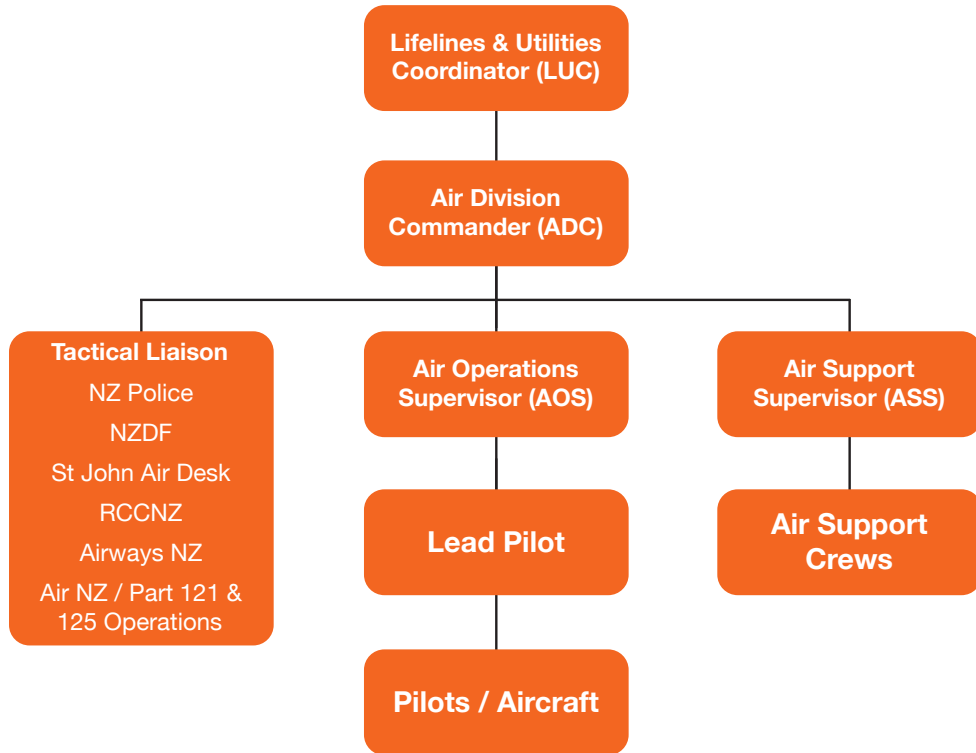 Lifelines & Utilities
Coordinator (LUC)
Air Division
Commander (ADC)
Tactical Liaison
NZ Police
NZDF
St John Air Desk
RCCNZ
Airways NZ
Air NZ / Part 121 &
125 Operations
Air Operations
Supervisor (AOS)
Lead Pilot
Pilots / Aircraft
Air Support
Supervisor (ASS)
Air Support
Crews